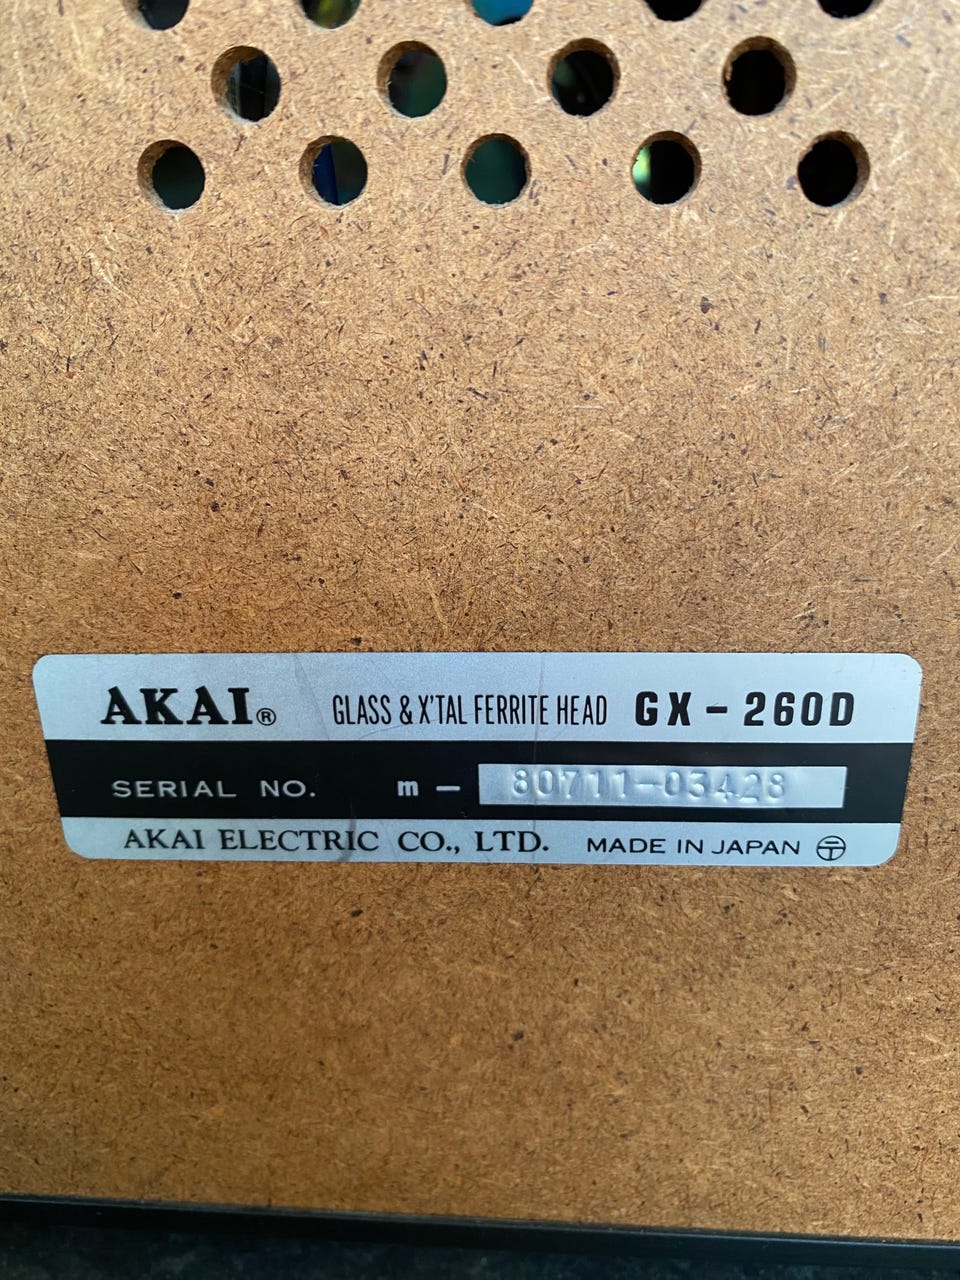 AKAI® GLASS & X'TAL FERRITE HEAD GX-260D
SERIAL NO. m- 80711-03428
AKAI ELECTRIC CO., LTD. MADE IN JAPAN